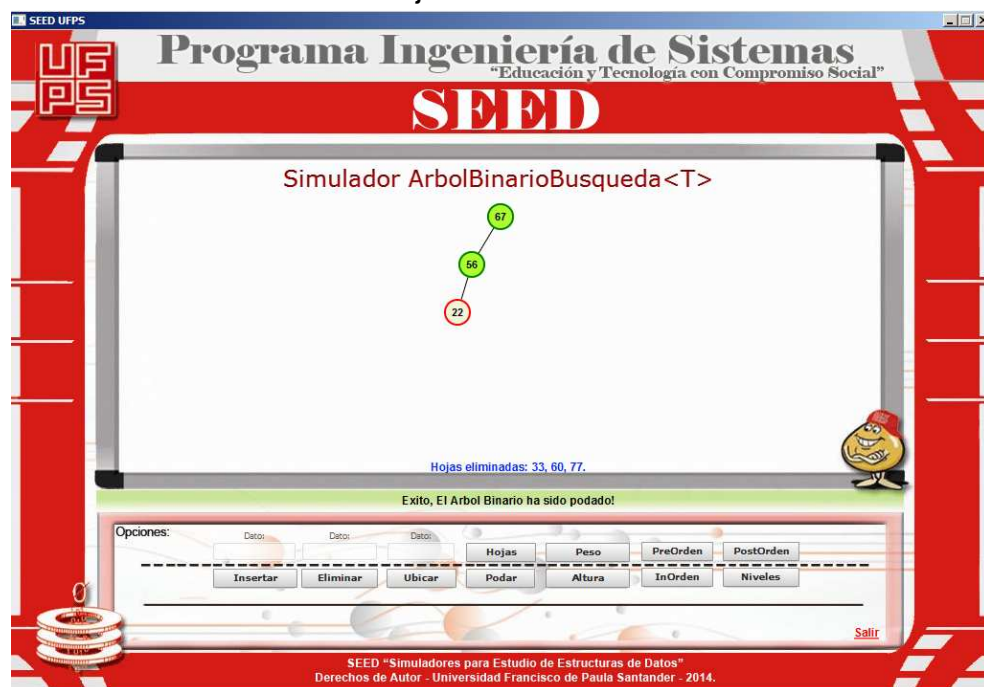 SEED UFPS
UFPS
Programa Ingeniería de Sistemas
“Educación y Tecnología con Compromiso Social”
SEED
Simulador ArbolBinarioBusqueda<T>
67
56
22
Hojas eliminadas: 33, 60, 77.
Exito, El Arbol Binario ha sido podado!
Opciones:
Dato: Dato: Dato:
Hojas Peso PreOrden PostOrden
Insertar Eliminar Ubicar Podar Altura InOrden Niveles
Salir
SEED “Simuladores para Estudio de Estructuras de Datos”
Derechos de Autor - Universidad Francisco de Paula Santander - 2014.